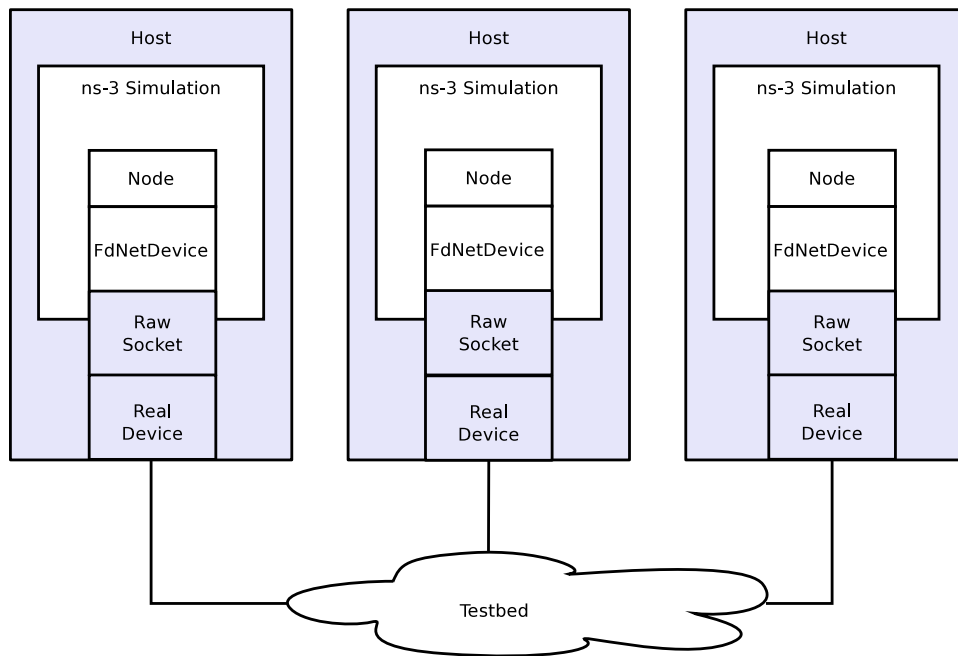 Host
ns-3 Simulation
Node
FdNetDevice
Raw
Socket
Real
Device
Host
ns-3 Simulation
Node
FdNetDevice
Raw
Socket
Real
Device
Host
ns-3 Simulation
Node
FdNetDevice
Raw
Socket
Real
Device
Testbed